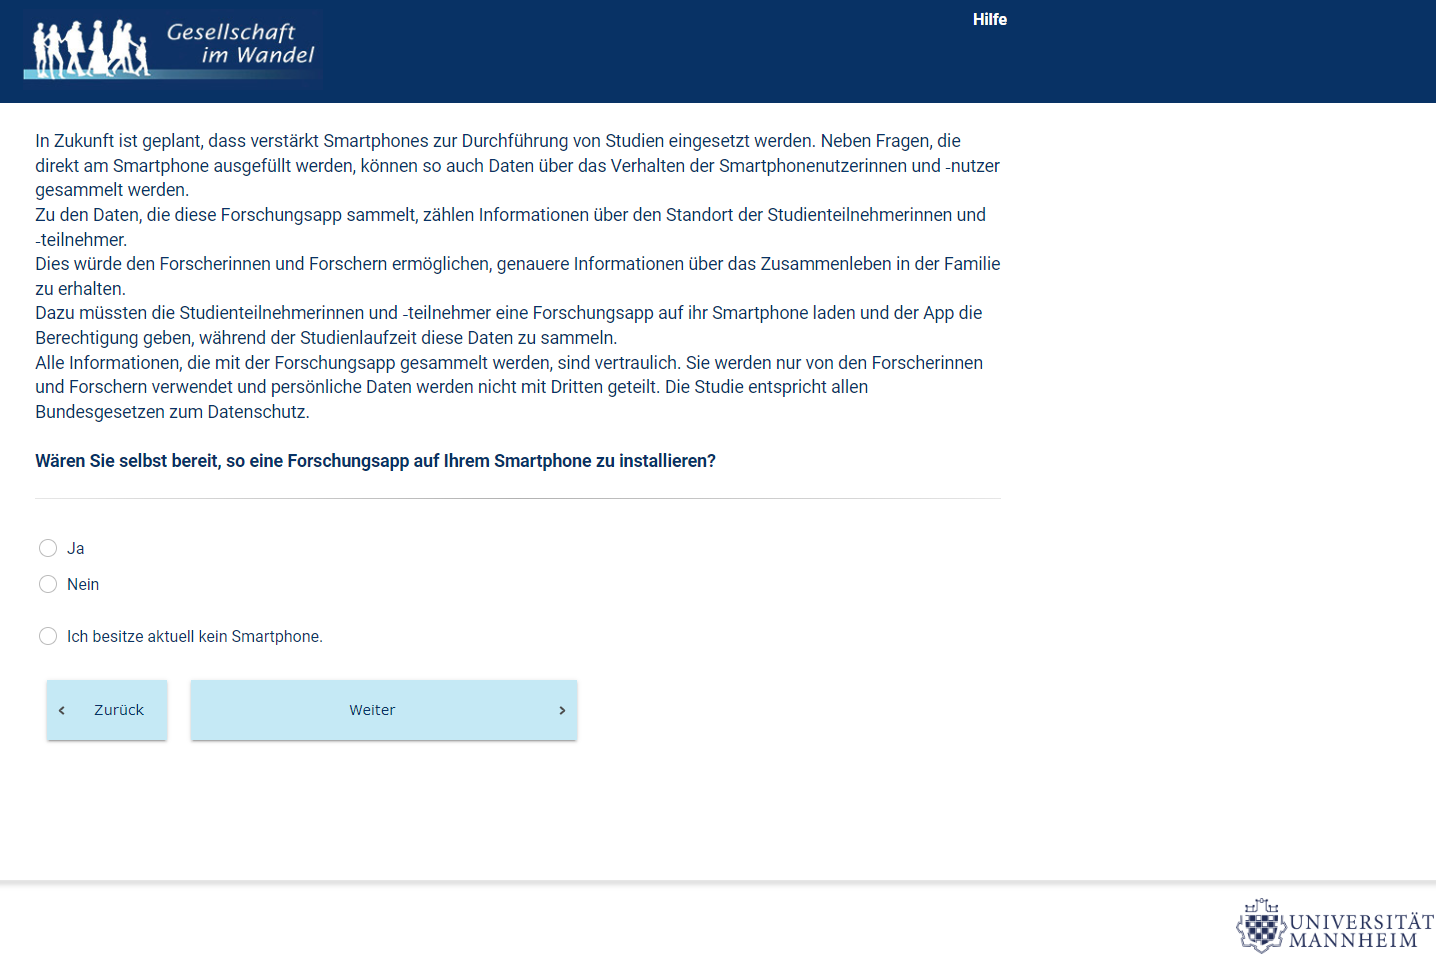 Gesellschaft
im Wandel
Hilfe
In Zukunft ist geplant, dass verstärkt Smartphones zur Durchführung von Studien eingesetzt werden. Neben Fragen, die
direkt am Smartphone ausgefüllt werden, können so auch Daten über das Verhalten der Smartphonenutzerinnen und -nutzer
gesammelt werden.
Zu den Daten, die diese Forschungsapp sammelt, zählen Informationen über den Standort der Studienteilnehmerinnen und
-teilnehmer.
Dies würde den Forscherinnen und Forschern ermöglichen, genauere Informationen über das Zusammenleben in der Familie
zu erhalten.
Dazu müssten die Studienteilnehmerinnen und -teilnehmer eine Forschungsapp auf ihr Smartphone laden und der App die
Berechtigung geben, während der Studienlaufzeit diese Daten zu sammeln.
Alle Informationen, die mit der Forschungsapp gesammelt werden, sind vertraulich. Sie werden nur von den Forscherinnen
und Forschern verwendet und persönliche Daten werden nicht mit Dritten geteilt. Die Studie entspricht allen
Bundesgesetzen zum Datenschutz.
Wären Sie selbst bereit, so eine Forschungsapp auf Ihrem Smartphone zu installieren?
Ja
Nein
Ich besitze aktuell kein Smartphone.
Zurück
Weiter
UNIVERSITÄT
MANNHEIM